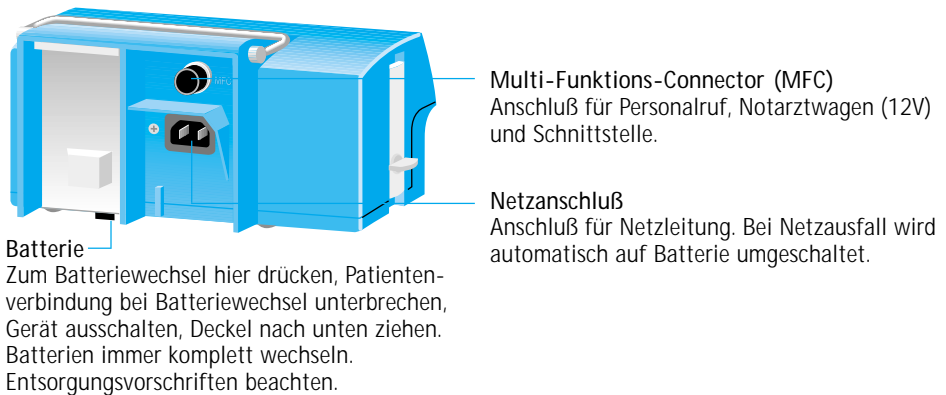 MFC
Multi-Funktions-Connector (MFC)
Anschluß für Personalruf, Notarztwagen (12V)
und Schnittstelle.
Netzanschluß
Anschluß für Netzleitung. Bei Netzausfall wird
automatisch auf Batterie umgeschaltet.
Batterie
Zum Batteriewechsel hier drücken, Patienten-
verbindung bei Batteriewechsel unterbrechen,
Gerät ausschalten, Deckel nach unten ziehen.
Batterien immer komplett wechseln.
Entsorgungsvorschriften beachten.